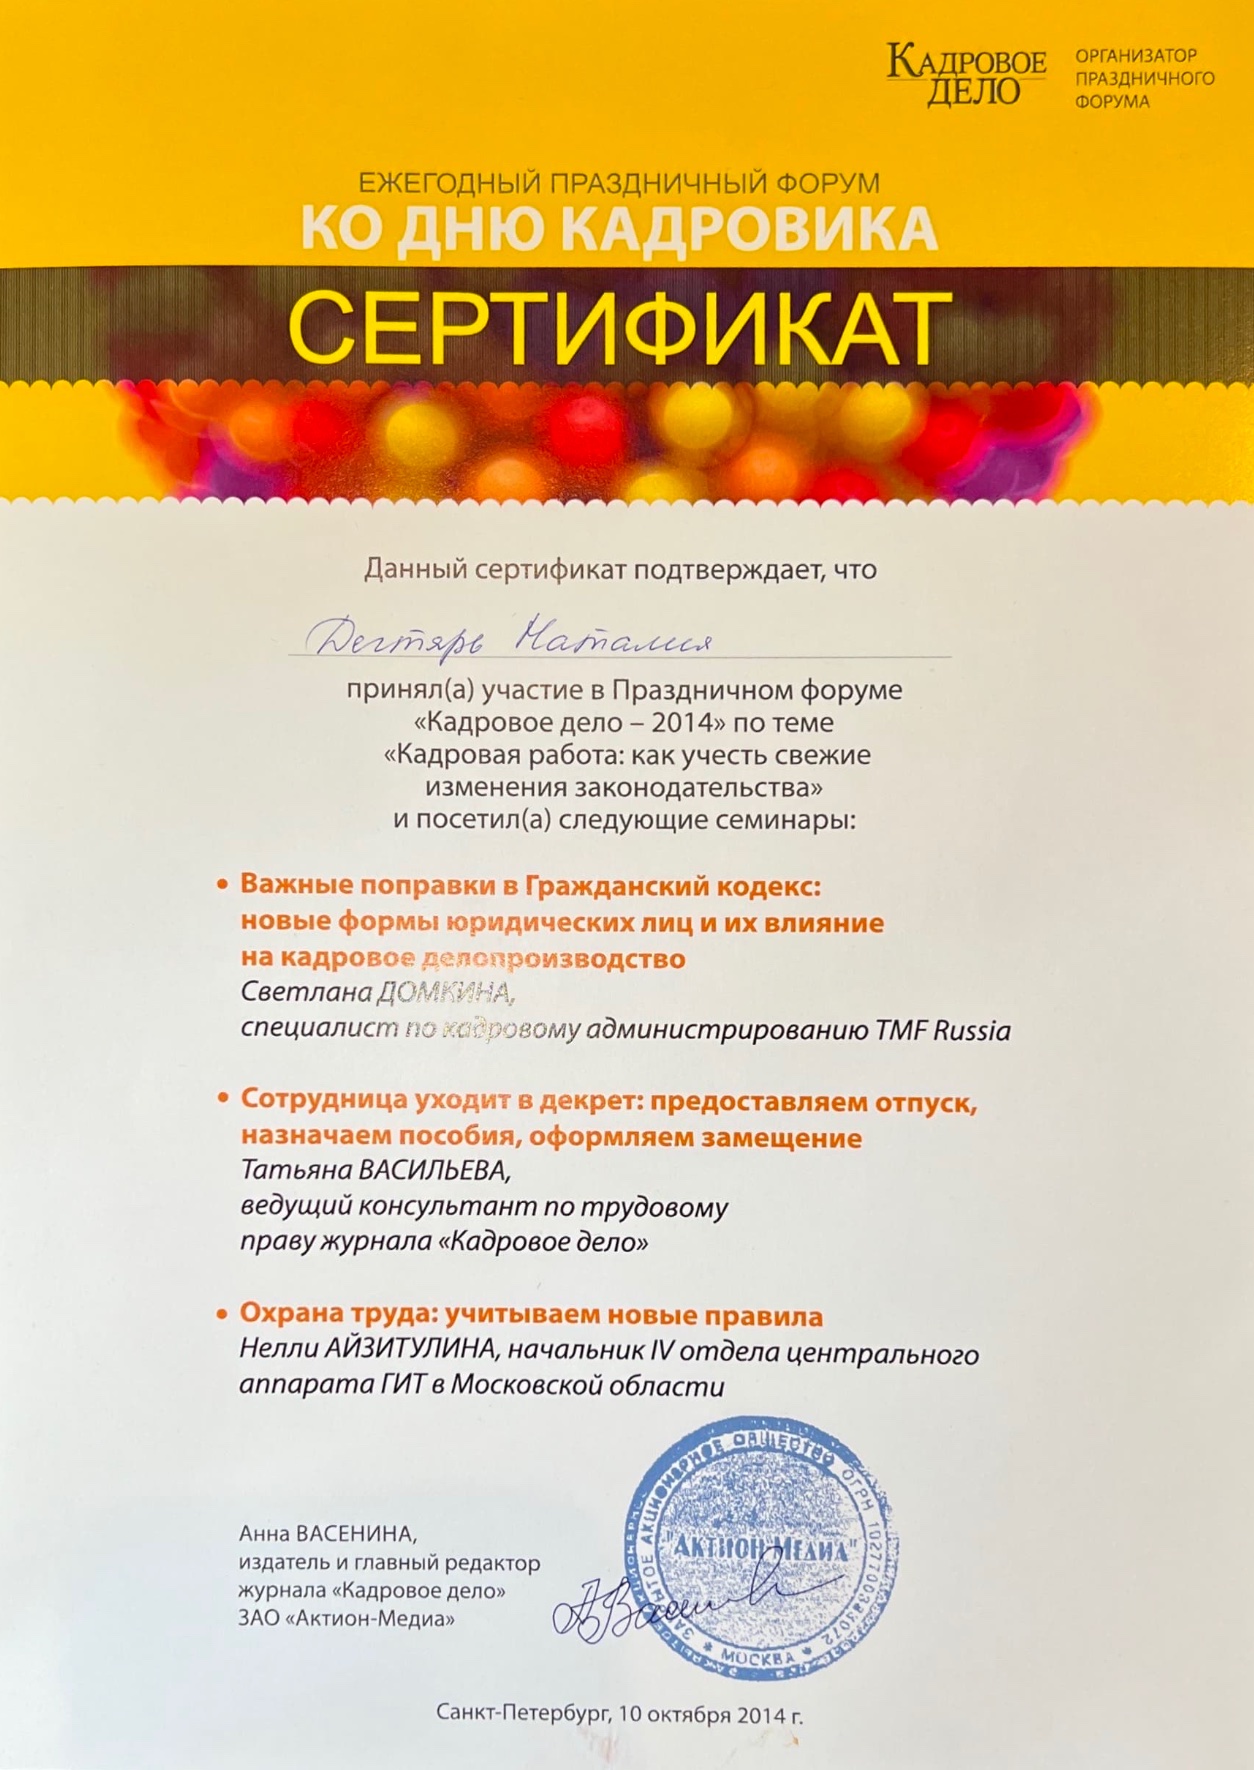 КАДРОВОЕ
ДЕЛО
ОРГАНИЗАТОР
ПРАЗДНИЧНОГО
ФОРУМА
ЕЖЕГОДНЫЙ ПРАЗДНИЧНЫЙ ФОРУМ
КО ДНЮ КАДРОВИКА
СЕРТИФИКАТ
Данный сертификат подтверждает, что
Дегтярь Наталия
принял(а) участие в Праздничном форуме
«Кадровое дело – 2014» по теме
«Кадровая работа: как учесть свежие
изменения законодательства»
и посетил(а) следующие семинары:
• Важные поправки в Гражданский кодекс:
новые формы юридических лиц и их влияние
на кадровое делопроизводство
Светлана ДОМКИНА,
специалист по кадровому администрированию TMF Russia
• Сотрудница уходит в декрет: предоставляем отпуск,
назначаем пособия, оформляем замещение
Татьяна ВАСИЛЬЕВА,
ведущий консультант по трудовому
праву журнала «Кадровое дело»
• Охрана труда: учитываем новые правила
Нелли АЙЗИТУЛИНА, начальник IV отдела центрального
аппарата ГИТ в Московской области
Анна ВАСЕНИНА,
издатель и главный редактор
журнала «Кадровое дело»
ЗАО «Актион-Медиа»
ЗАКРЫТОЕ АКЦИОНЕРНОЕ ОБЩЕСТВО ОГРН
"АКТИОН-МЕДИА"
* МОСКВА *
Санкт-Петербург, 10 октября 2014 г.